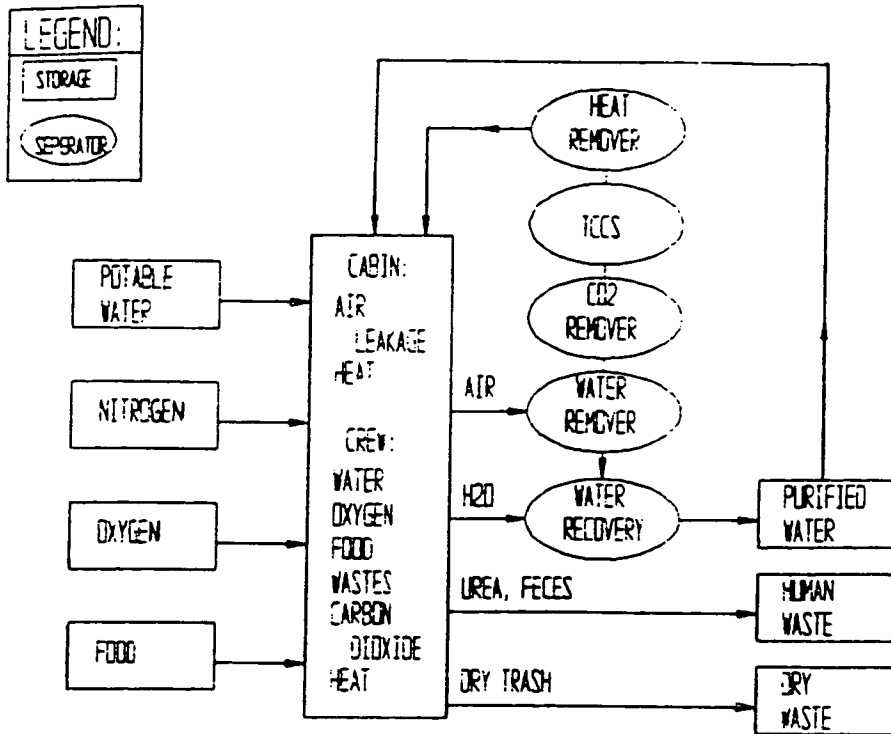 LEGEND:
STORAGE
SEPERATOR
HEAT
REMOVER
TCCS
CO2
REMOVER
WATER
REMOVER
WATER
RECOVERY
POTABLE
WATER
NITROGEN
OXYGEN
FOOD
CABIN:
AIR
LEAKAGE
HEAT
CREW:
WATER
OXYGEN
FOOD
WASTES
CARBON
DIOXIDE
HEAT
AIR
H2O
UREA, FECES
DRY TRASH
PURIFIED
WATER
HUMAN
WASTE
DRY
WASTE